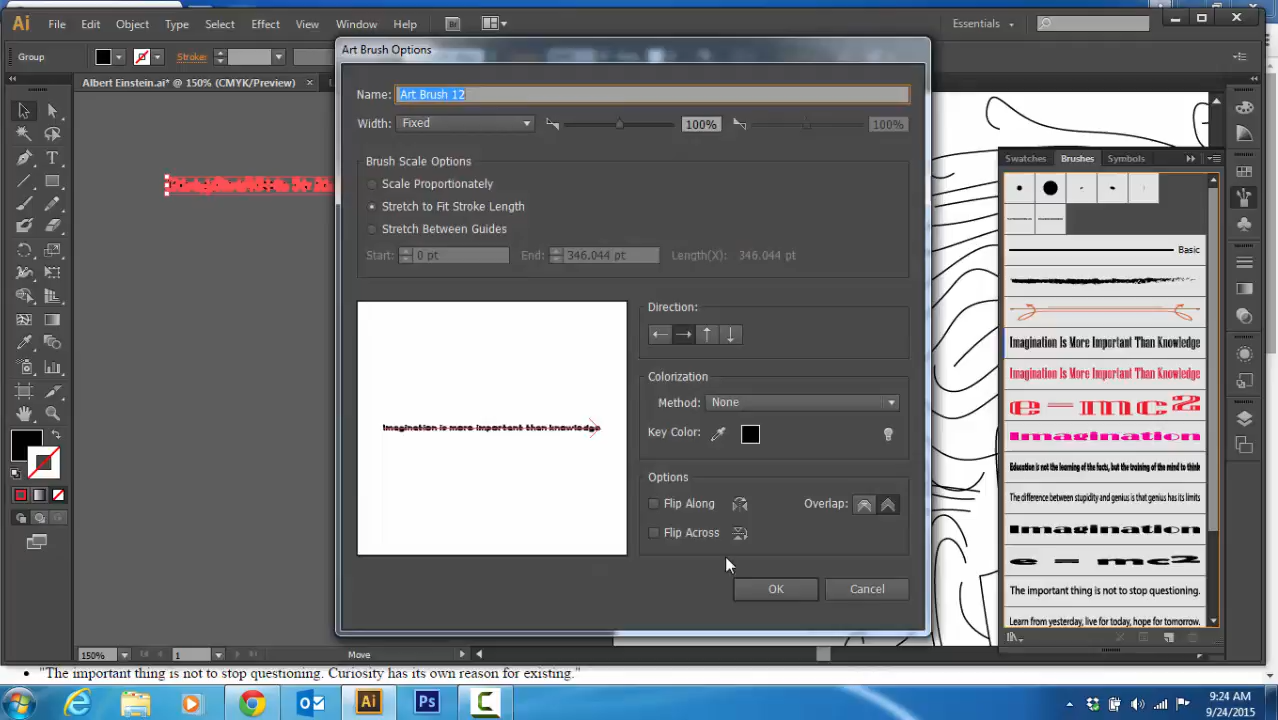 Ai File Edit Object Type Select Effect View Window Help Br Essentials
Group Stroke:
Albert Einstein.ai* @ 150% (CMYK/Preview)
Art Brush Options
Name: Art Brush 12
Width: Fixed 100% 100%
Brush Scale Options
Scale Proportionately
Stretch to Fit Stroke Length
Stretch Between Guides
Start: 0 pt End: 346.044 pt Length(X): 346.044 pt
Imagination is more important than knowledge
Direction:
Colorization
Method: None
Key Color:
Options
Flip Along Overlap:
Flip Across
OK Cancel
Swatches Brushes Symbols
Basic
Imagination Is More Important Than Knowledge
Imagination Is More Important Than Knowledge
e=mc2
Imagination
Education is not the learning of the facts, but the training of the mind to think
The difference between stupidity and genius is that genius has its limits
Imagination
e = mc2
The important thing is not to stop questioning.
Learn from yesterday, live for today, hope for tomorrow.
150% 1 Move
"The important thing is not to stop questioning. Curiosity has its own reason for existing."
Ai Ps C
9:24 AM
9/24/2015